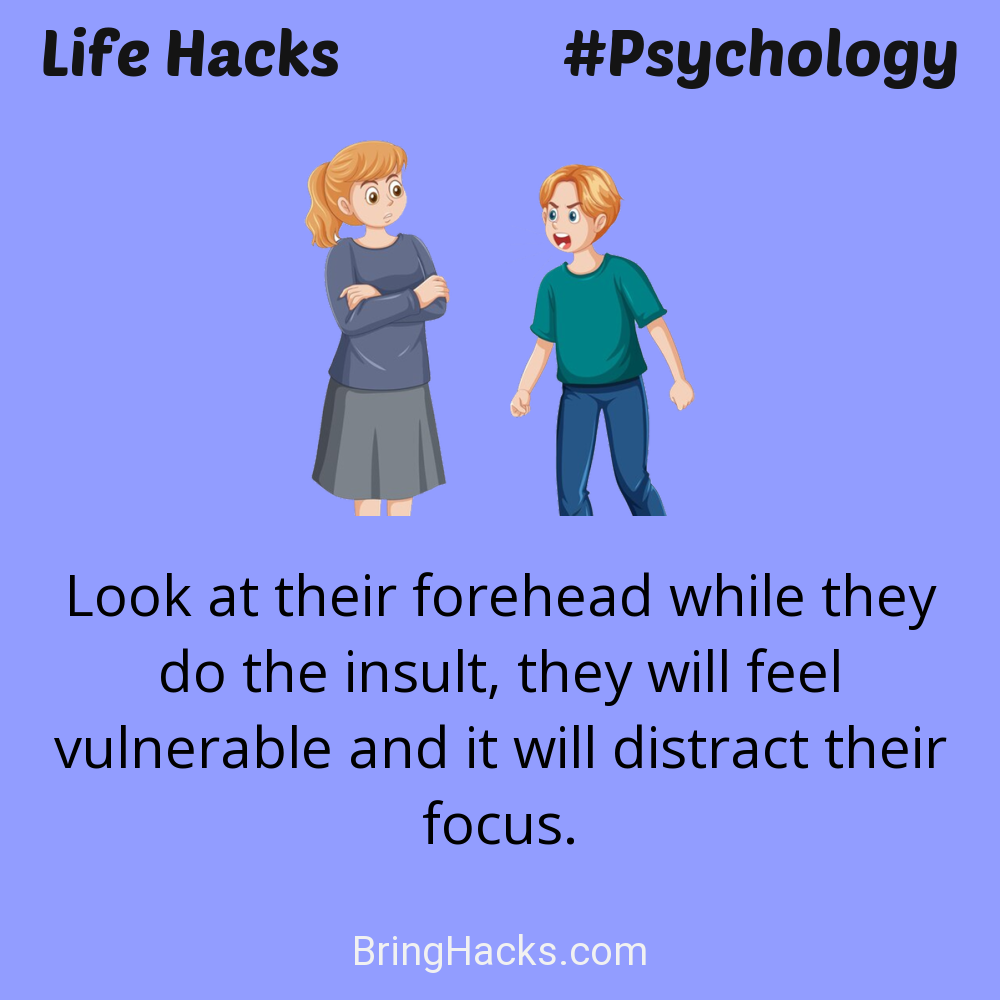 Life Hacks
#Psychology
Look at their forehead while they
do the insult, they will feel
vulnerable and it will distract their
focus.
BringHacks.com